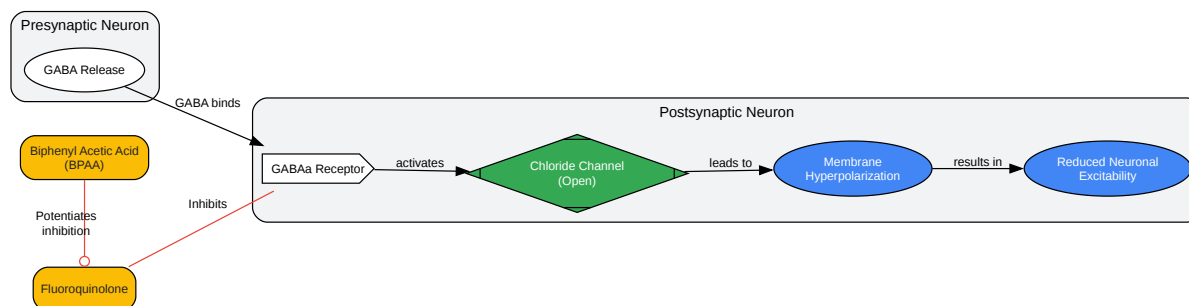 Presynaptic Neuron
GABA Release
GABA binds
Postsynaptic Neuron
Biphenyl Acetic Acid
(BPAA)
GABAa Receptor
activates
Chloride Channel
(Open)
leads to
Membrane
Hyperpolarization
results in
Reduced Neuronal
Excitability
Inhibits
Potentiates
inhibition
Fluoroquinolone